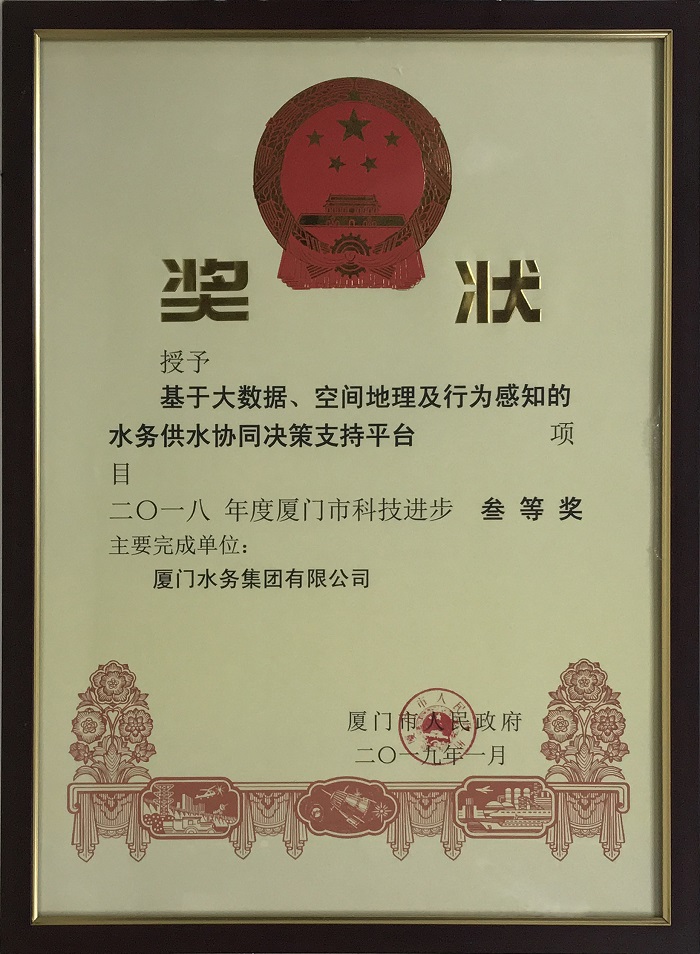 奖 状
授予
基于大数据、空间地理及行为感知的
水务供水协同决策支持平台 项
目
二〇一八 年度厦门市科技进步 叁 等 奖
主要完成单位：
厦门水务集团有限公司
厦门市人民政府
二〇一九年一月